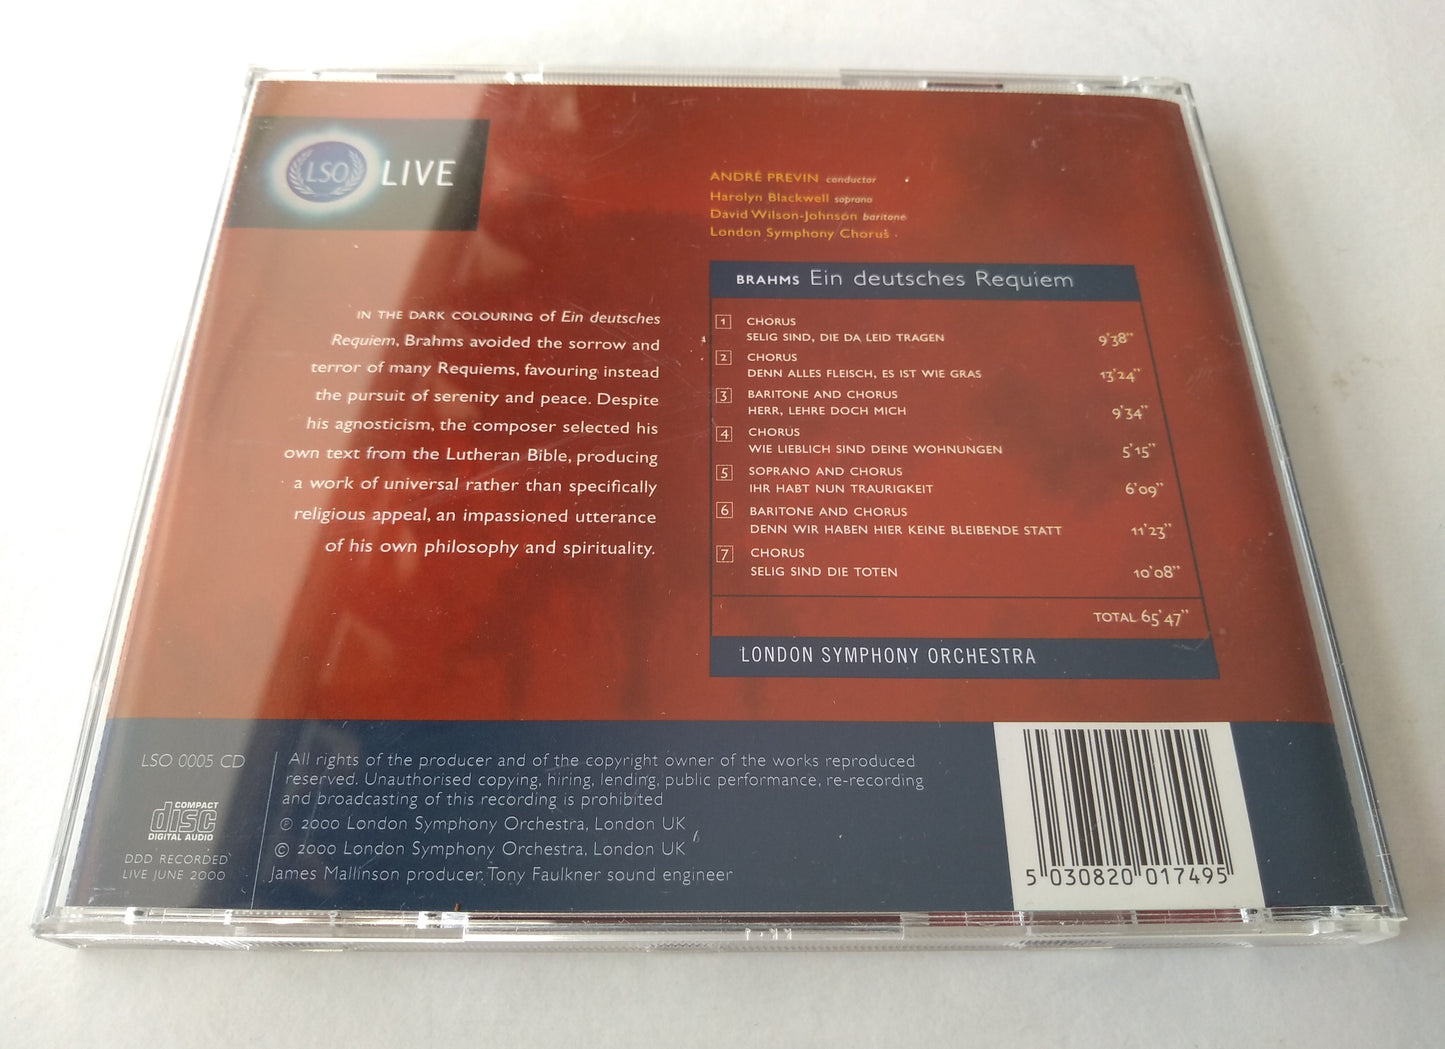 LSO LIVE
ANDRÉ PREVIN conductor
Harolyn Blackwell soprano
David Wilson-Johnson baritone
London Symphony Chorus
IN THE DARK COLOURING of Ein deutsches
Requiem, Brahms avoided the sorrow and
terror of many Requiems, favouring instead
the pursuit of serenity and peace. Despite
his agnosticism, the composer selected his
own text from the Lutheran Bible, producing
a work of universal rather than specifically
religious appeal, an impassioned utterance
of his own philosophy and spirituality.
BRAHMS Ein deutsches Requiem
1 CHORUS
SELIG SIND, DIE DA LEID TRAGEN 9'38"
2 CHORUS
DENN ALLES FLEISCH, ES IST WIE GRAS 13'24"
3 BARITONE AND CHORUS
HERR, LEHRE DOCH MICH 9'34"
4 CHORUS
WIE LIEBLICH SIND DEINE WOHNUNGEN 5'15"
5 SOPRANO AND CHORUS
IHR HABT NUN TRAURIGKEIT 6'09"
6 BARITONE AND CHORUS
DENN WIR HABEN HIER KEINE BLEIBENDE STATT 11'23"
7 CHORUS
SELIG SIND DIE TOTEN 10'08"
TOTAL 65'47"
LONDON SYMPHONY ORCHESTRA
LSO 0005 CD
COMPACT
disc
DIGITAL AUDIO
DDD RECORDED
LIVE JUNE 2000
All rights of the producer and of the copyright owner of the works reproduced
reserved. Unauthorised copying, hiring, lending, public performance, re-recording
and broadcasting of this recording is prohibited
℗ 2000 London Symphony Orchestra, London UK
© 2000 London Symphony Orchestra, London UK
James Mallinson producer. Tony Faulkner sound engineer
5 030820 017495